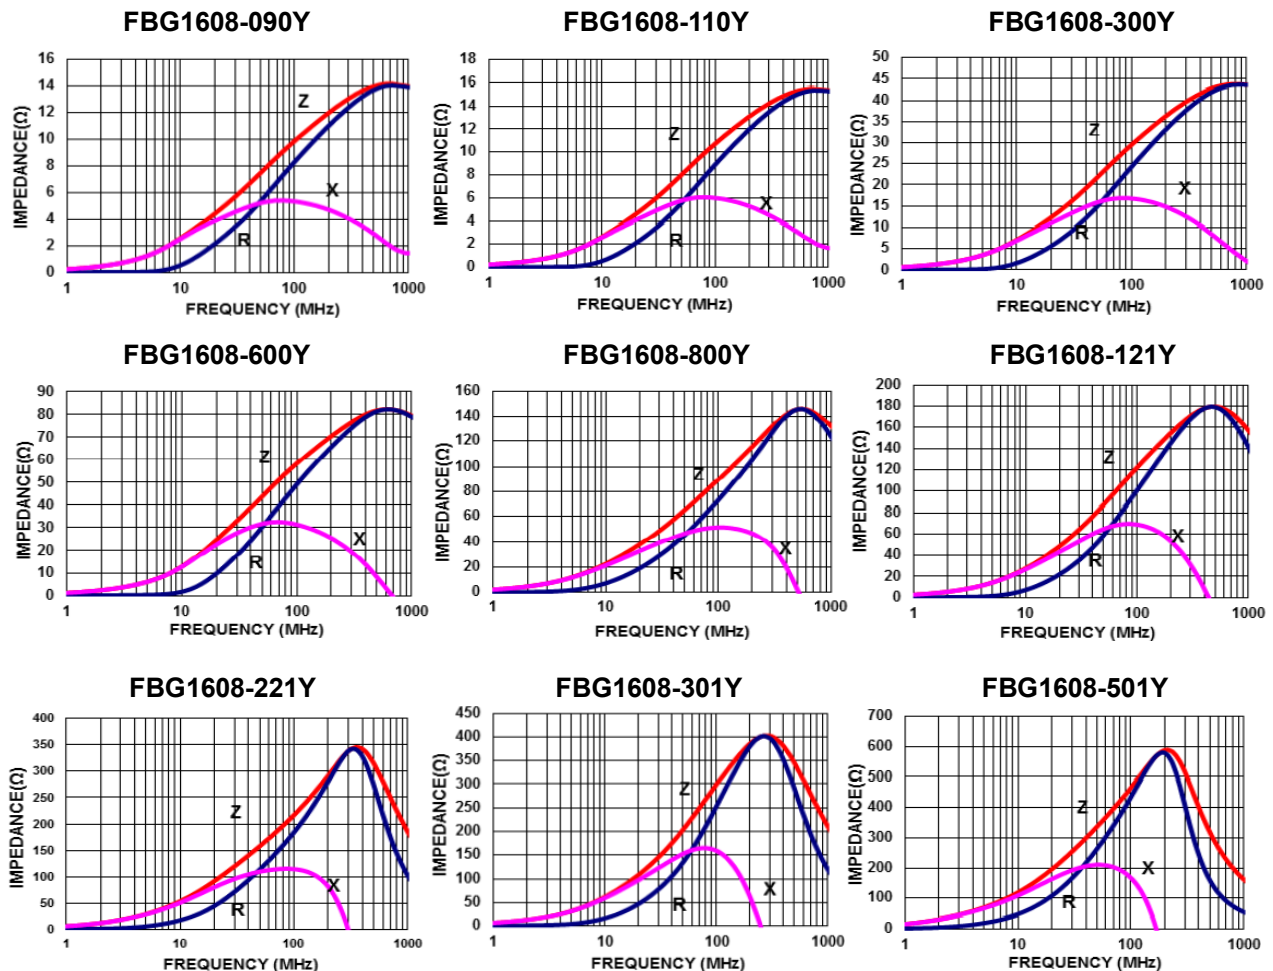 FBG1608-090Y
IMPEDANCE(Ω)
16
14
12
10
8
6
4
2
0
Z
X
R
1 10 100 1000
FREQUENCY (MHz)
FBG1608-110Y
IMPEDANCE(Ω)
18
16
14
12
10
8
6
4
2
0
Z
X
R
1 10 100 1000
FREQUENCY (MHz)
FBG1608-300Y
IMPEDANCE(Ω)
50
45
40
35
30
25
20
15
10
5
0
Z
X
R
1 10 100 1000
FREQUENCY (MHz)
FBG1608-600Y
IMPEDANCE(Ω)
90
80
70
60
50
40
30
20
10
0
Z
X
R
1 10 100 1000
FREQUENCY (MHz)
FBG1608-800Y
IMPEDANCE(Ω)
160
140
120
100
80
60
40
20
0
Z
X
R
1 10 100 1000
FREQUENCY (MHz)
FBG1608-121Y
IMPEDANCE(Ω)
200
180
160
140
120
100
80
60
40
20
0
Z
X
R
1 10 100 1000
FREQUENCY (MHz)
FBG1608-221Y
IMPEDANCE(Ω)
400
350
300
250
200
150
100
50
0
Z
X
R
1 10 100 1000
FREQUENCY (MHz)
FBG1608-301Y
IMPEDANCE(Ω)
450
400
350
300
250
200
150
100
50
0
Z
X
R
1 10 100 1000
FREQUENCY (MHz)
FBG1608-501Y
IMPEDANCE(Ω)
700
600
500
400
300
200
100
0
Z
X
R
1 10 100 1000
FREQUENCY (MHz)